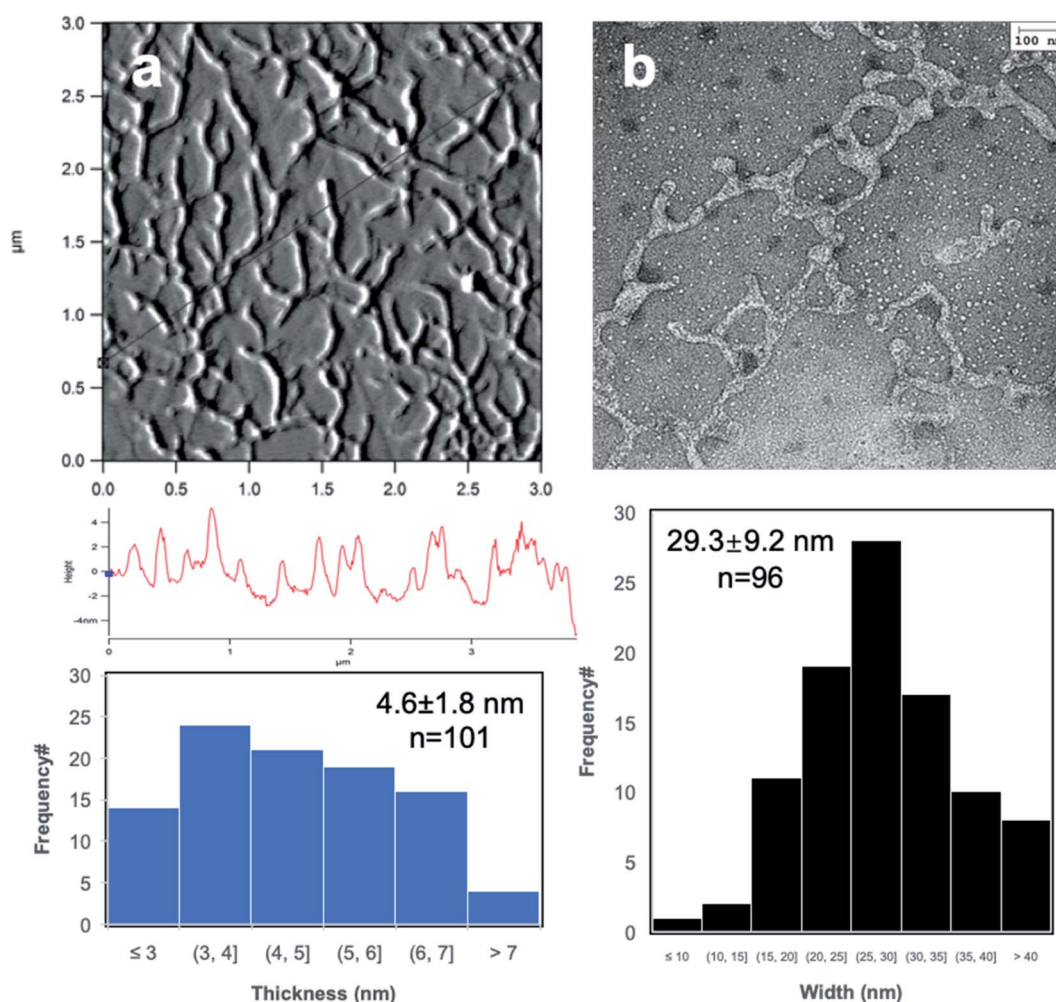 a
µm
3.0
2.5
2.0
1.5
1.0
0.5
0.0
0.0 0.5 1.0 1.5 2.0 2.5 3.0
b
100 nm
Height
4
2
0
-2
-4nm
0 1 2 3
µm
4.6±1.8 nm
n=101
Frequency#
30
25
20
15
10
5
0
≤ 3 (3, 4] (4, 5] (5, 6] (6, 7] > 7
Thickness (nm)
29.3±9.2 nm
n=96
Frequency#
30
25
20
15
10
5
0
≤ 10 (10, 15] (15, 20] (20, 25] (25, 30] (30, 35] (35, 40] > 40
Width (nm)